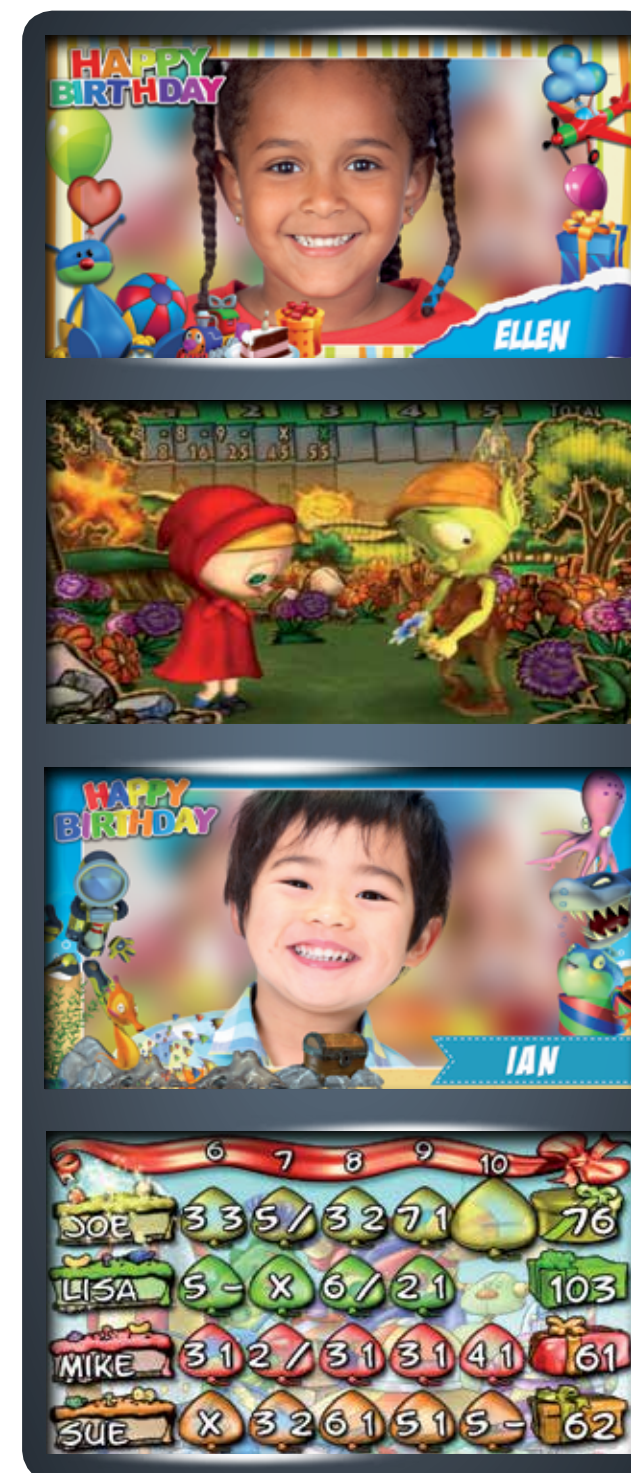 HAPPY
BIRTHDAY
ELLEN
1 2 3 4 5 TOTAL
- 8 - 9 - X X
8 16 25 45 55
HAPPY
BIRTHDAY
IAN
6 7 8 9 10
JOE 3 3 5 / 3 2 7 1 76
LISA 5 - X 6 / 2 1 103
MIKE 3 1 2 / 3 1 3 1 4 1 61
SUE X 3 2 6 1 5 1 5 - 62